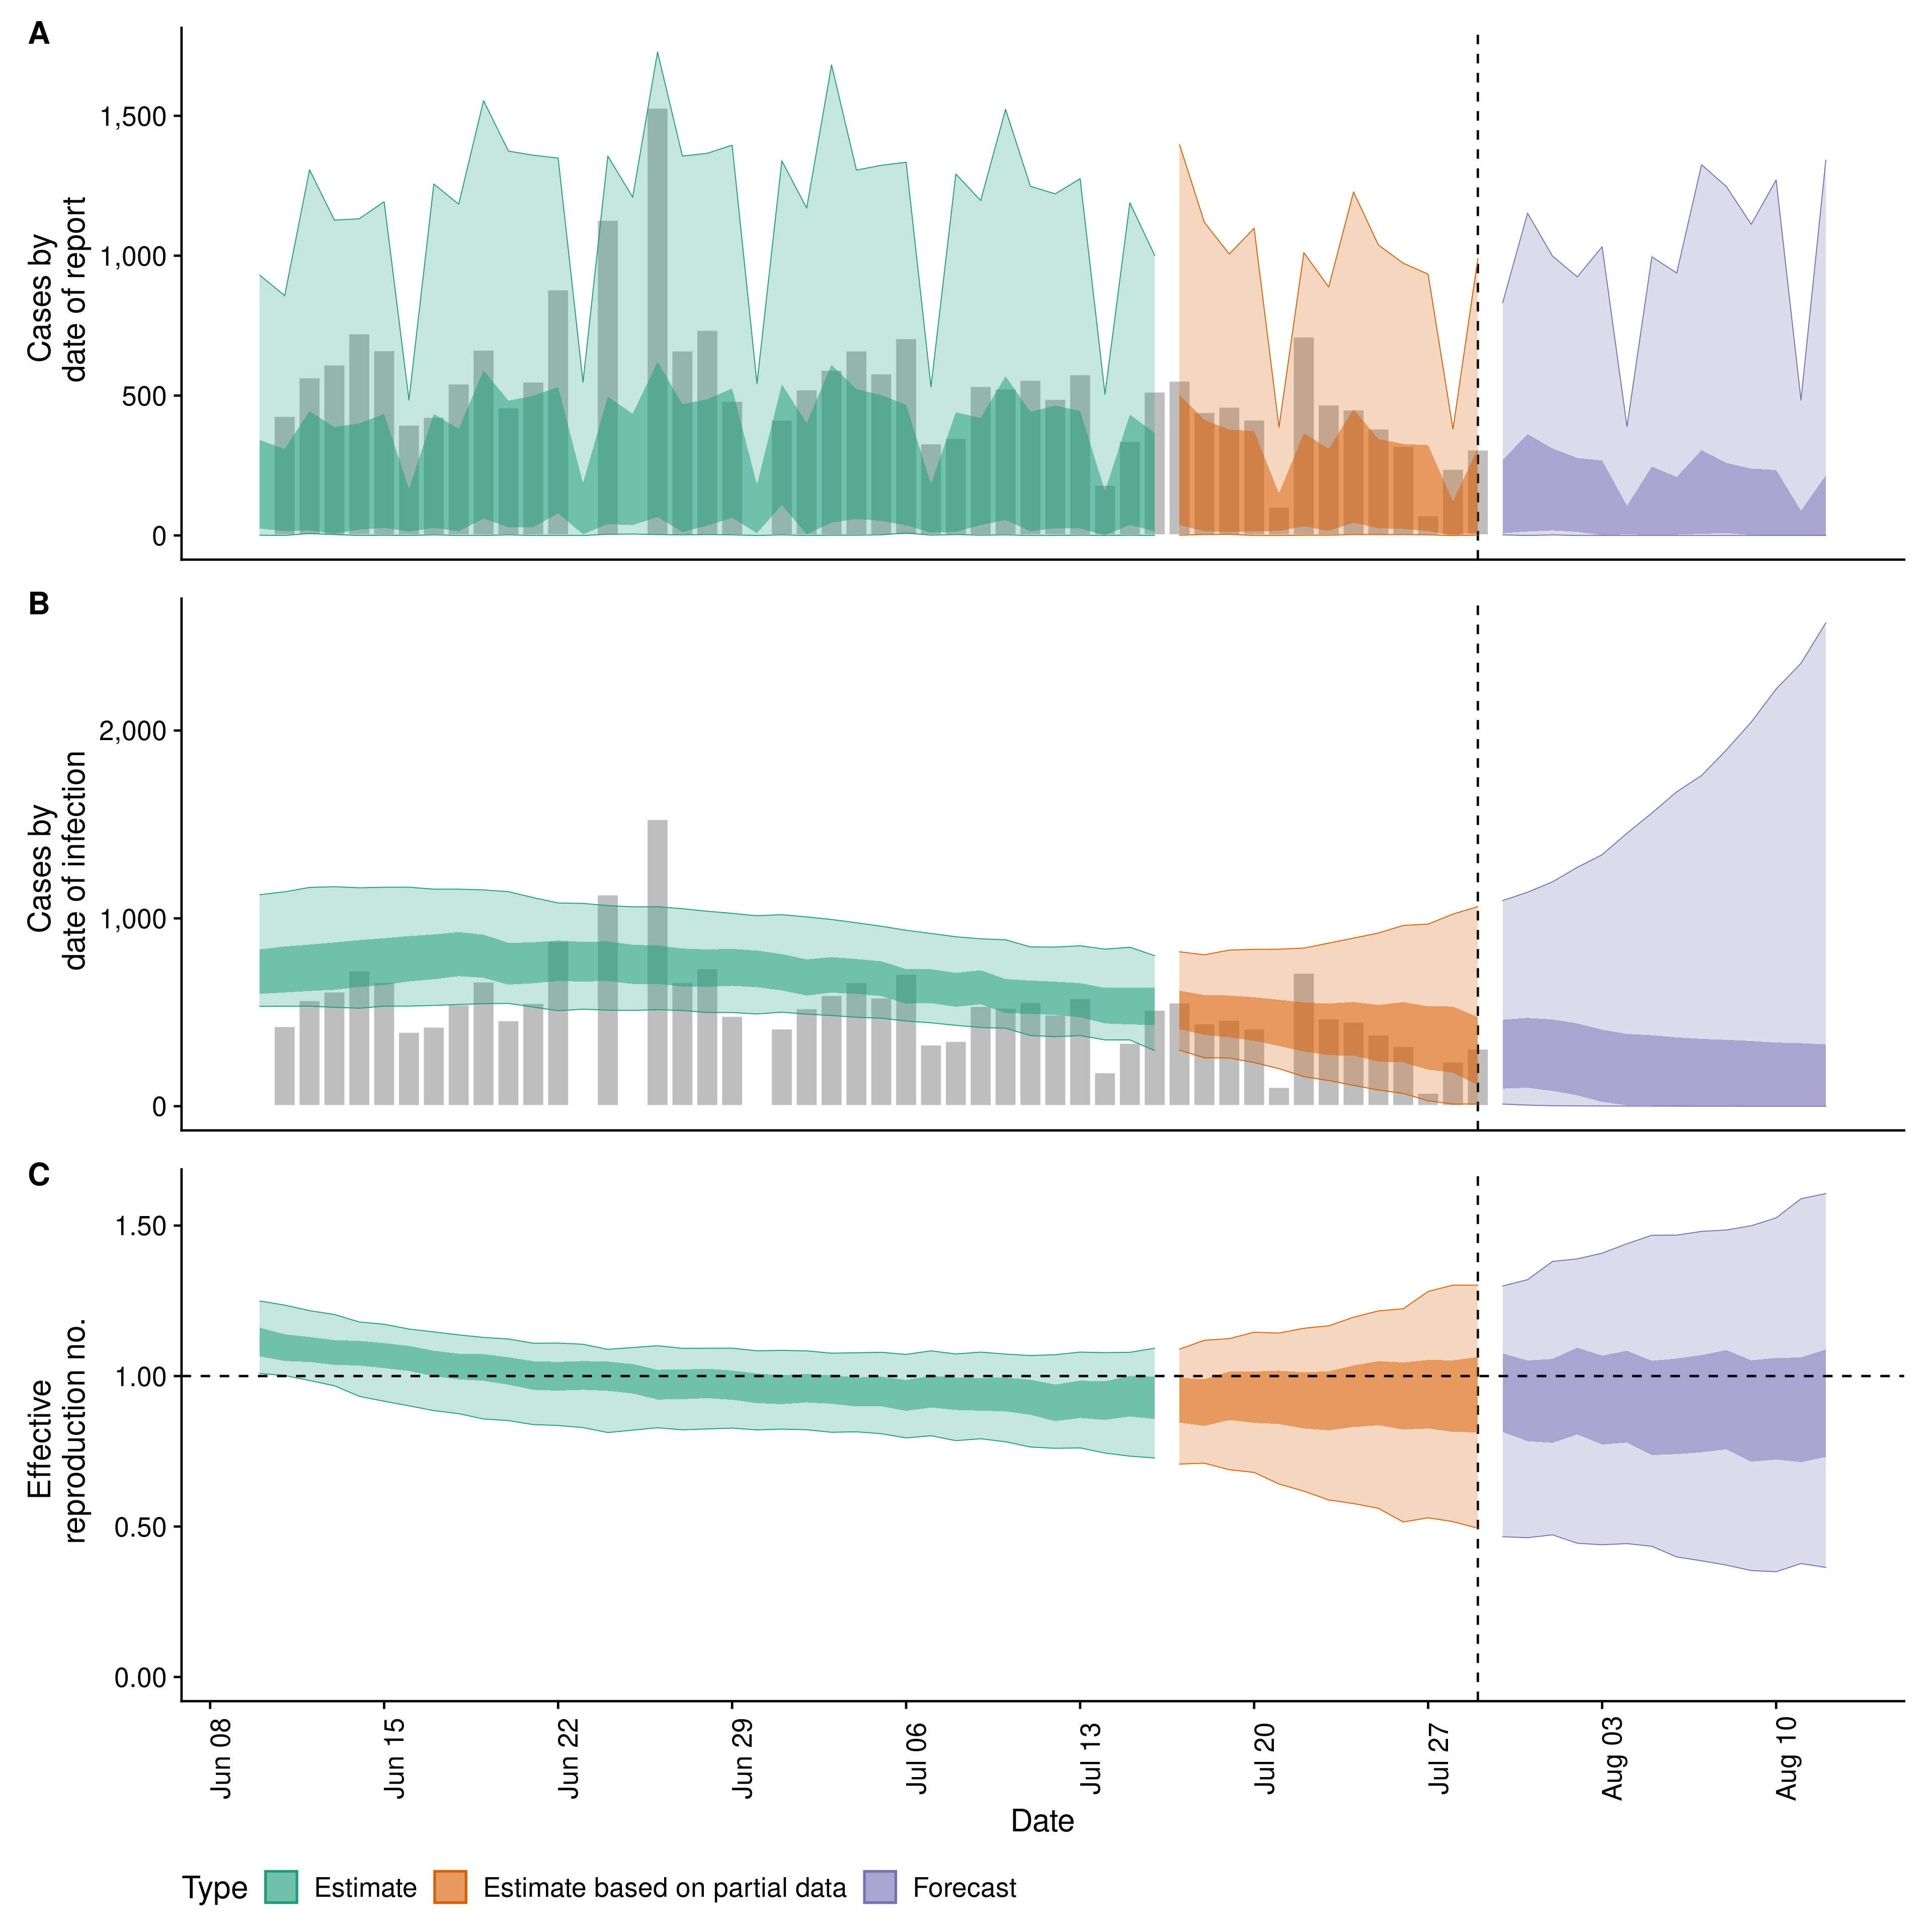 A
Cases by
date of report
1,500
1,000
500
0
B
Cases by
date of infection
2,000
1,000
0
C
Effective
reproduction no.
1.50
1.00
0.50
0.00
Jun 08
Jun 15
Jun 22
Jun 29
Jul 06
Jul 13
Jul 20
Jul 27
Aug 03
Aug 10
Date
Type Estimate Estimate based on partial data Forecast